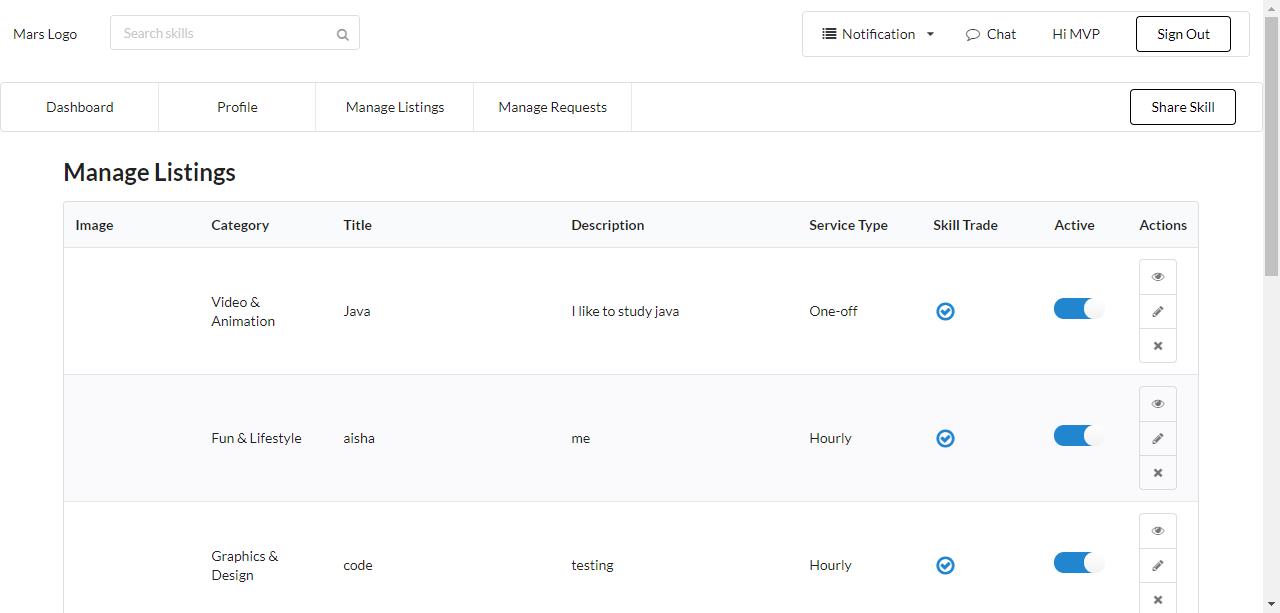 Mars Logo
Search skills
Notification
Chat
Hi MVP
Sign Out
Dashboard
Profile
Manage Listings
Manage Requests
Share Skill
Manage Listings
Image Category Title Description Service Type Skill Trade Active Actions
Video &
Animation
Java
I like to study java
One-off
Fun & Lifestyle
aisha
me
Hourly
Graphics &
Design
code
testing
Hourly